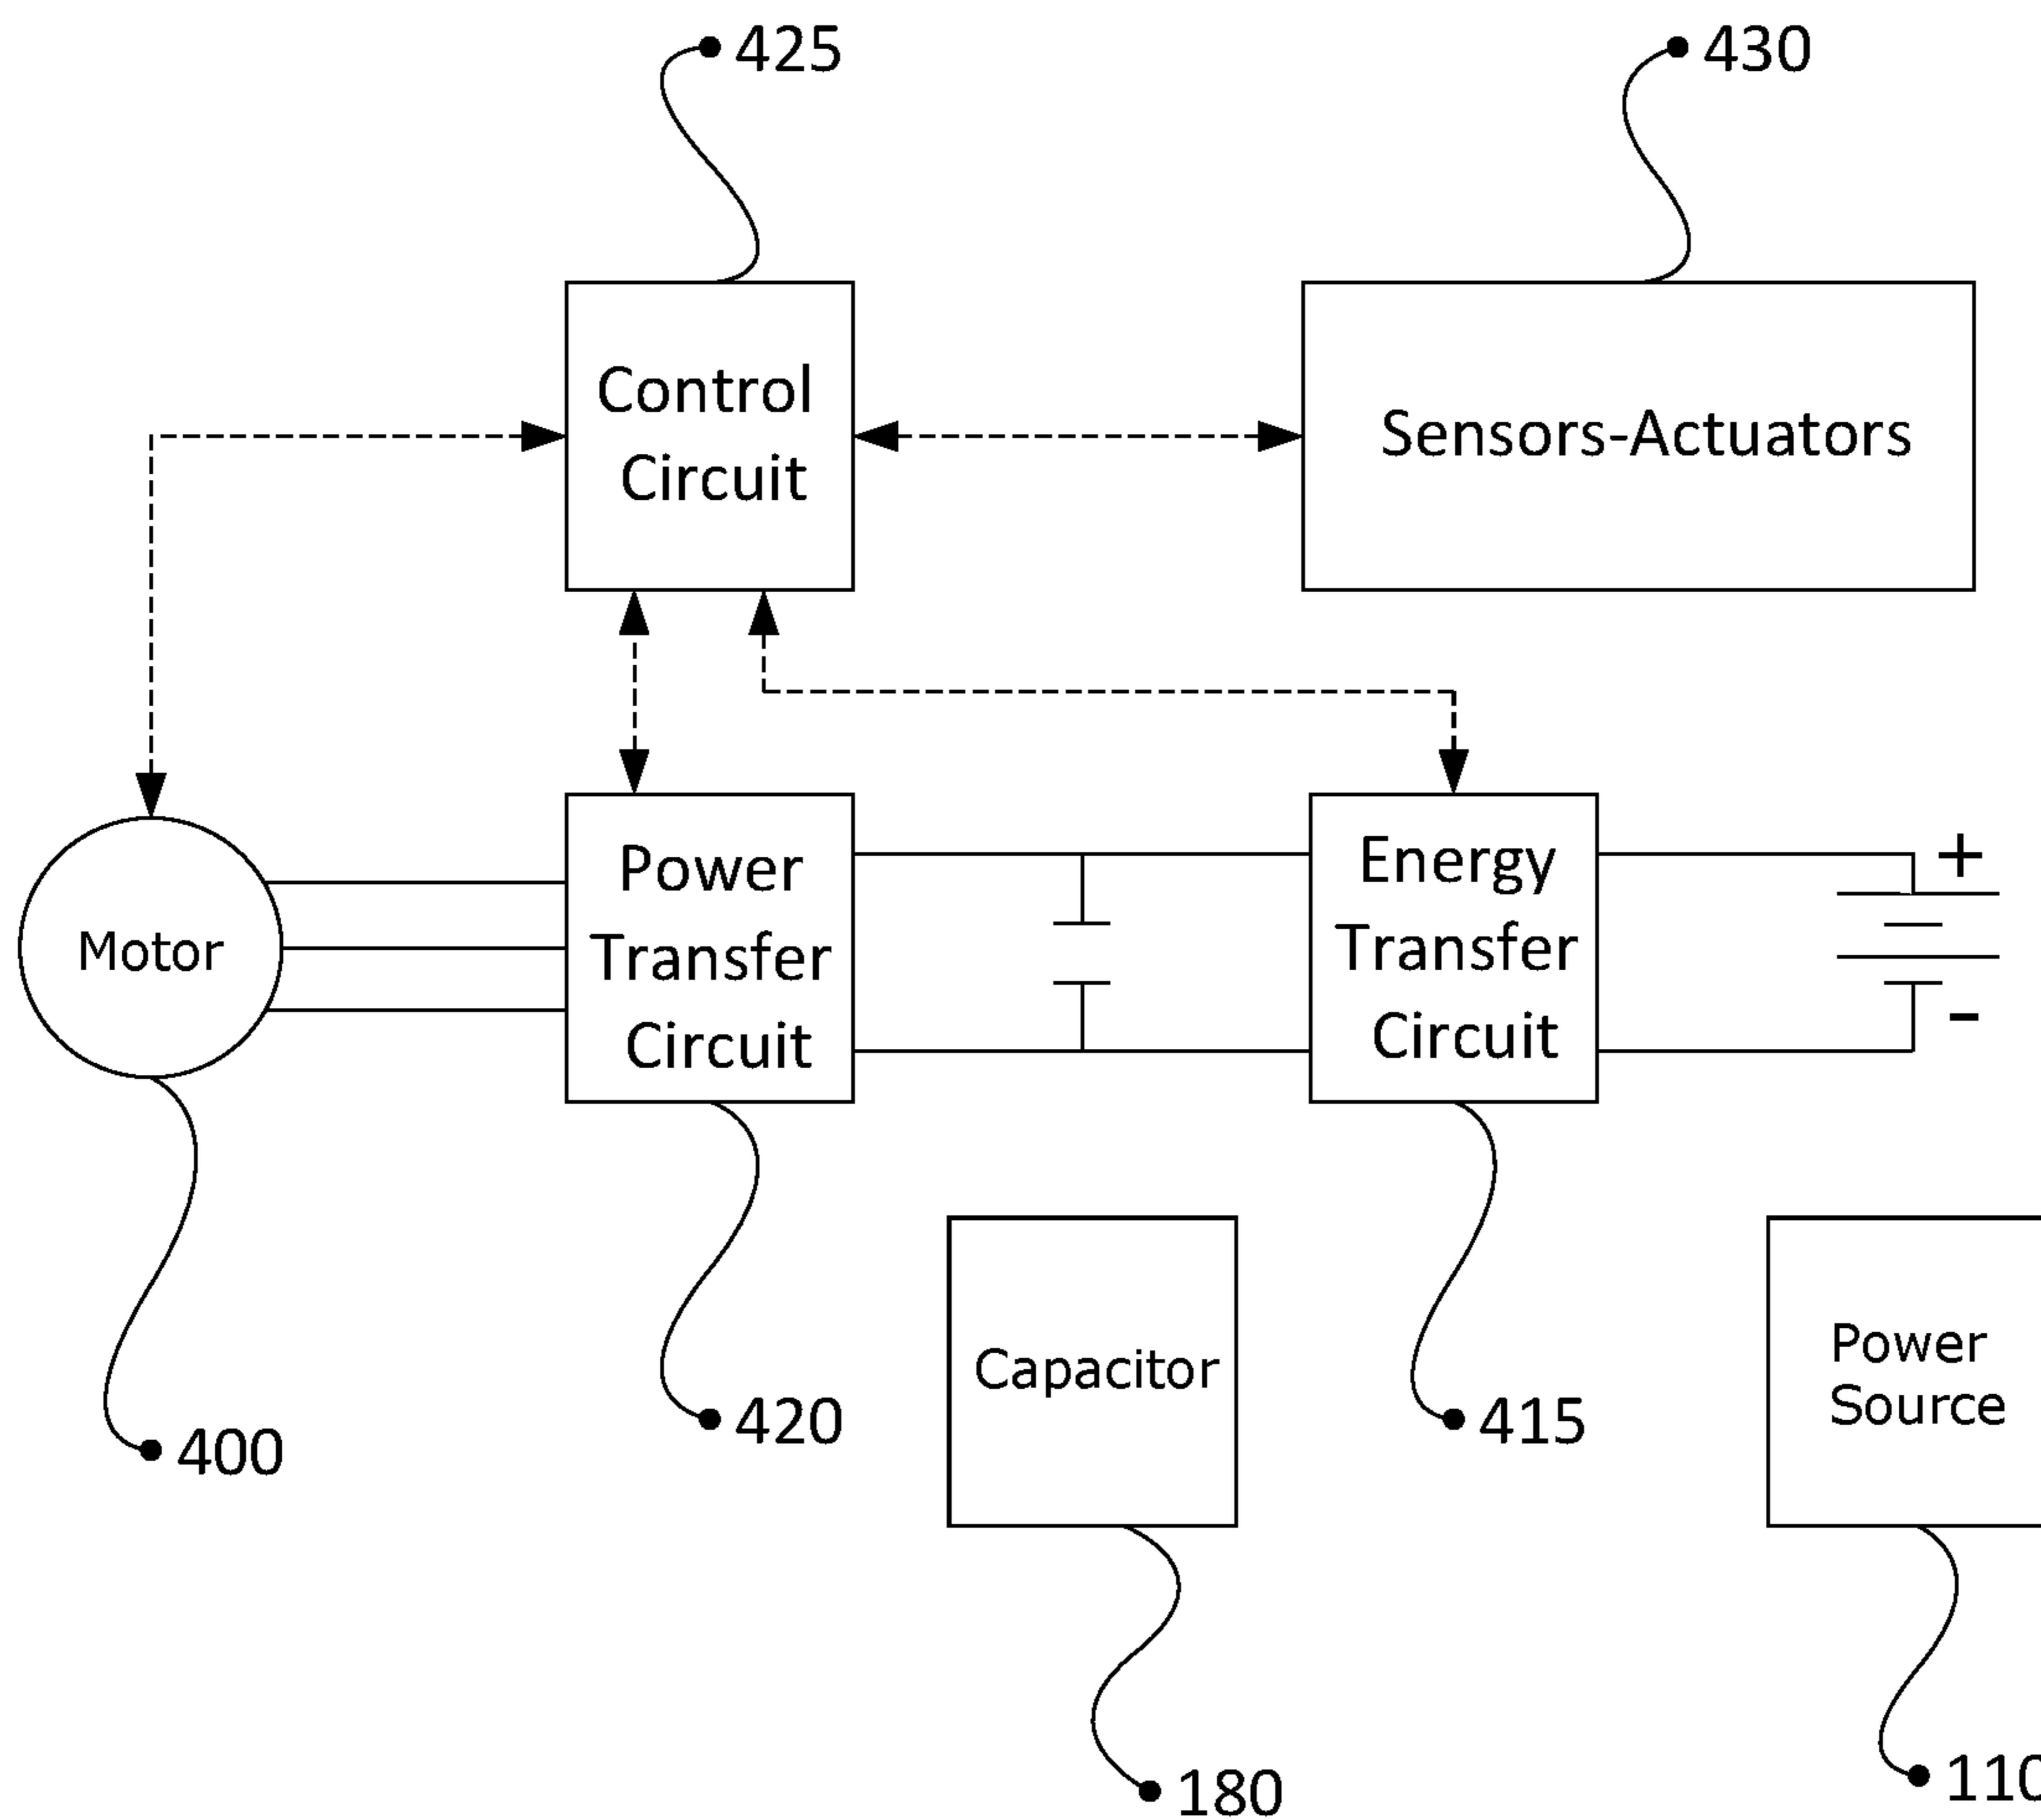 425
430
Control
Circuit
Sensors-Actuators
Motor
Power
Transfer
Circuit
Energy
Transfer
Circuit
+
-
400
420
Capacitor
415
Power
Source
180
110